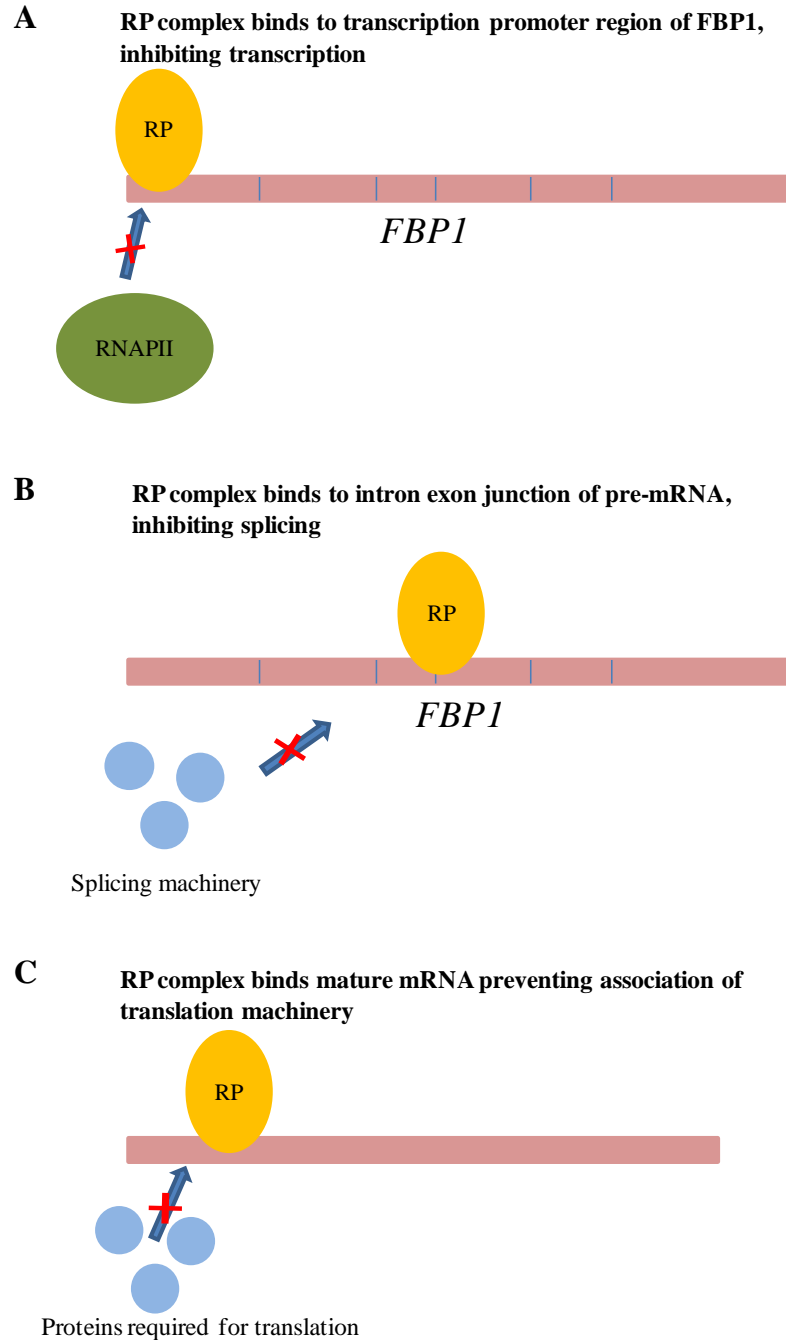 A
RP complex binds to transcription promoter region of FBP1,
inhibiting transcription
RP
FBP1
RNAPII
B
RP complex binds to intron exon junction of pre-mRNA,
inhibiting splicing
RP
FBP1
Splicing machinery
C
RP complex binds mature mRNA preventing association of
translation machinery
RP
Proteins required for translation